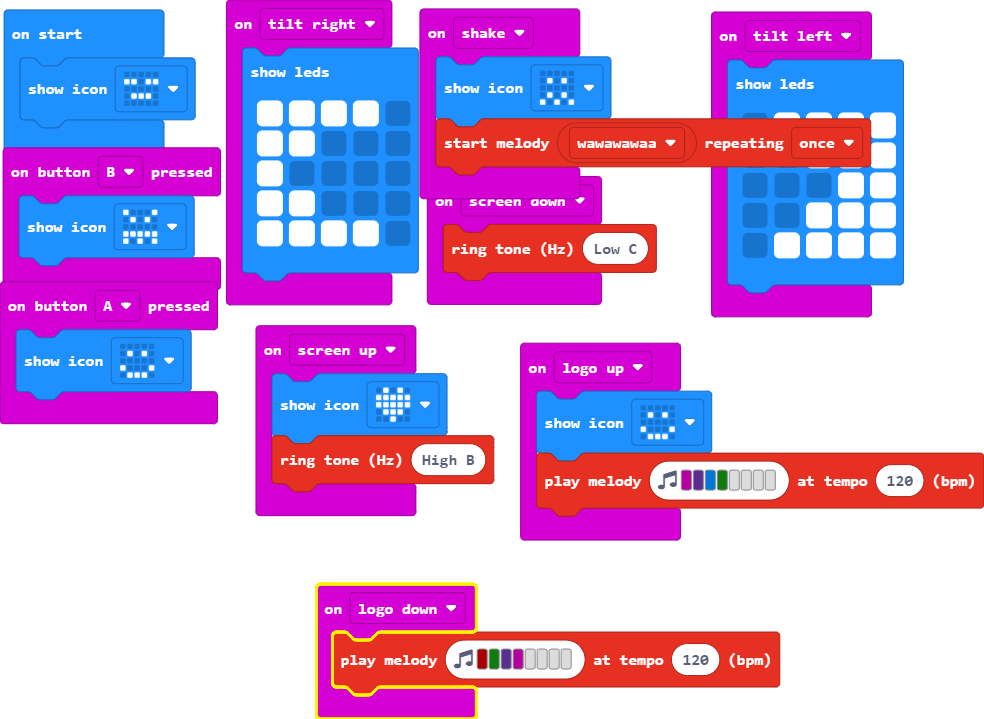 on start
show icon
on button B pressed
show icon
on button A pressed
show icon
on tilt right
show leds
on shake
show icon
start melody wawawawaa repeating once
on screen down
ring tone (Hz) Low C
on tilt left
show leds
on screen up
show icon
ring tone (Hz) High B
on logo up
show icon
play melody at tempo 120 (bpm)
on logo down
play melody at tempo 120 (bpm)